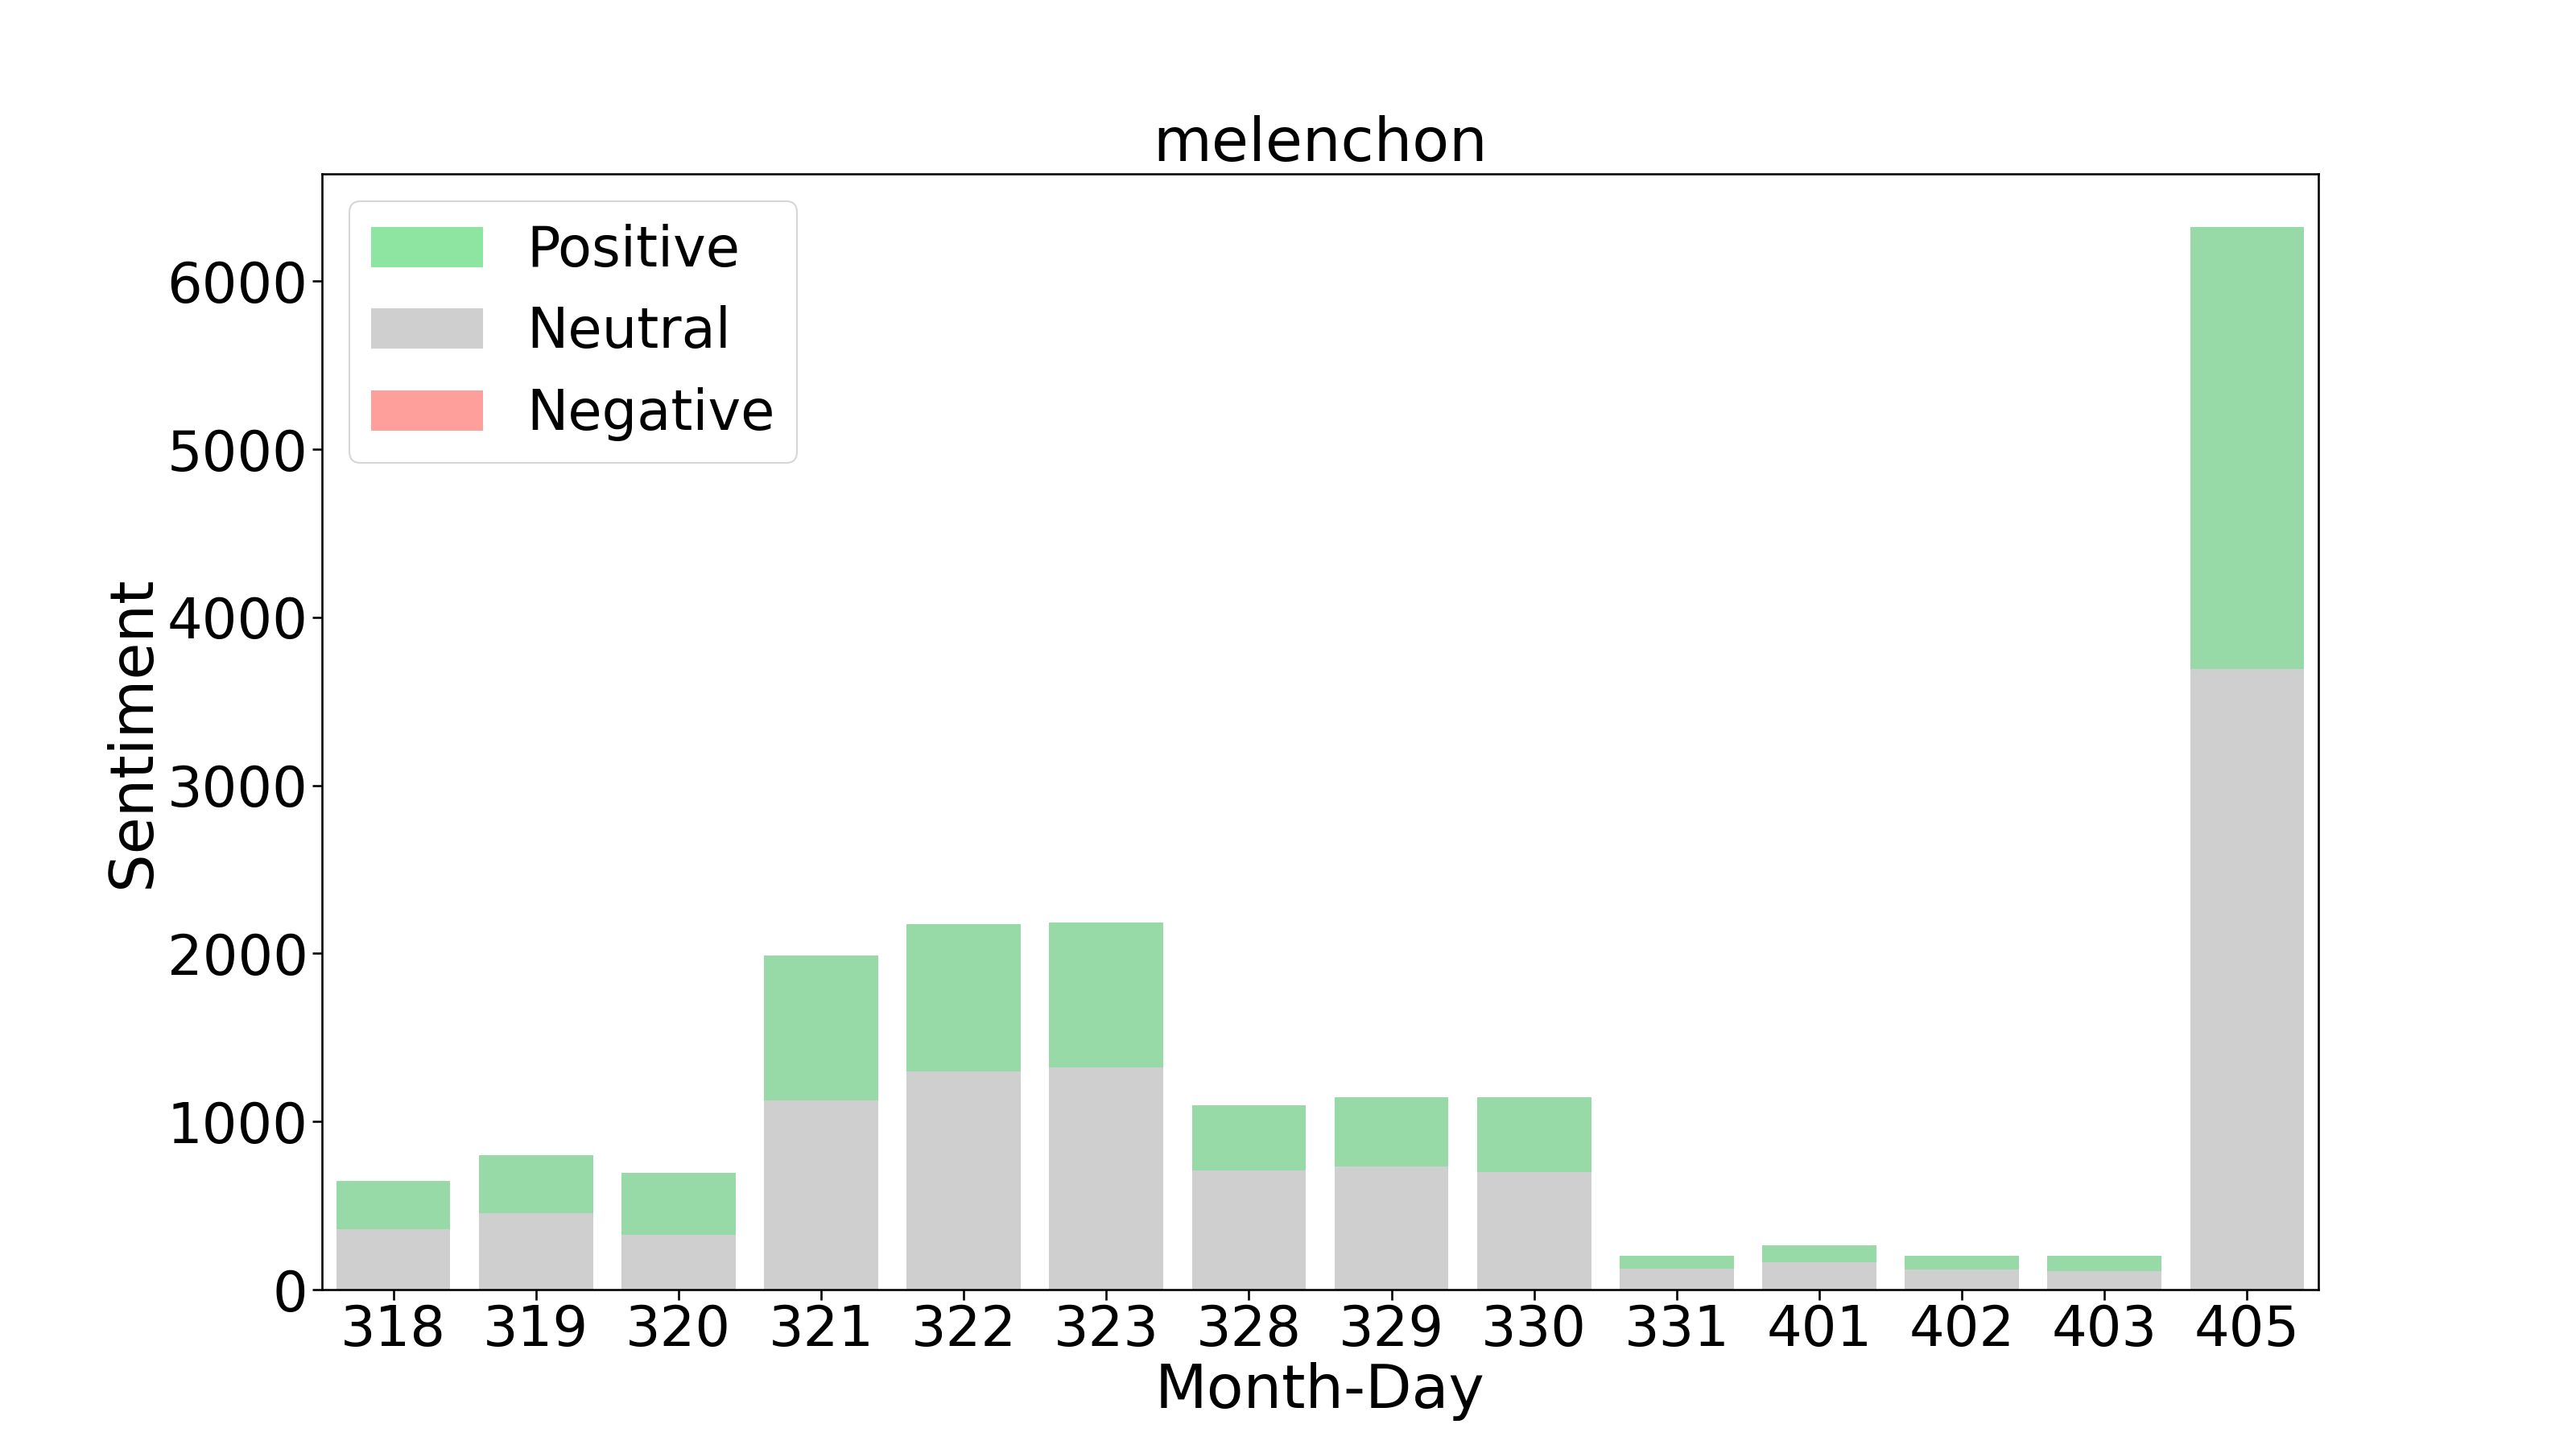 melenchon
Positive
Neutral
Negative
6000
5000
4000
3000
2000
1000
0
Sentiment
318 319 320 321 322 323 328 329 330 331 401 402 403 405
Month-Day